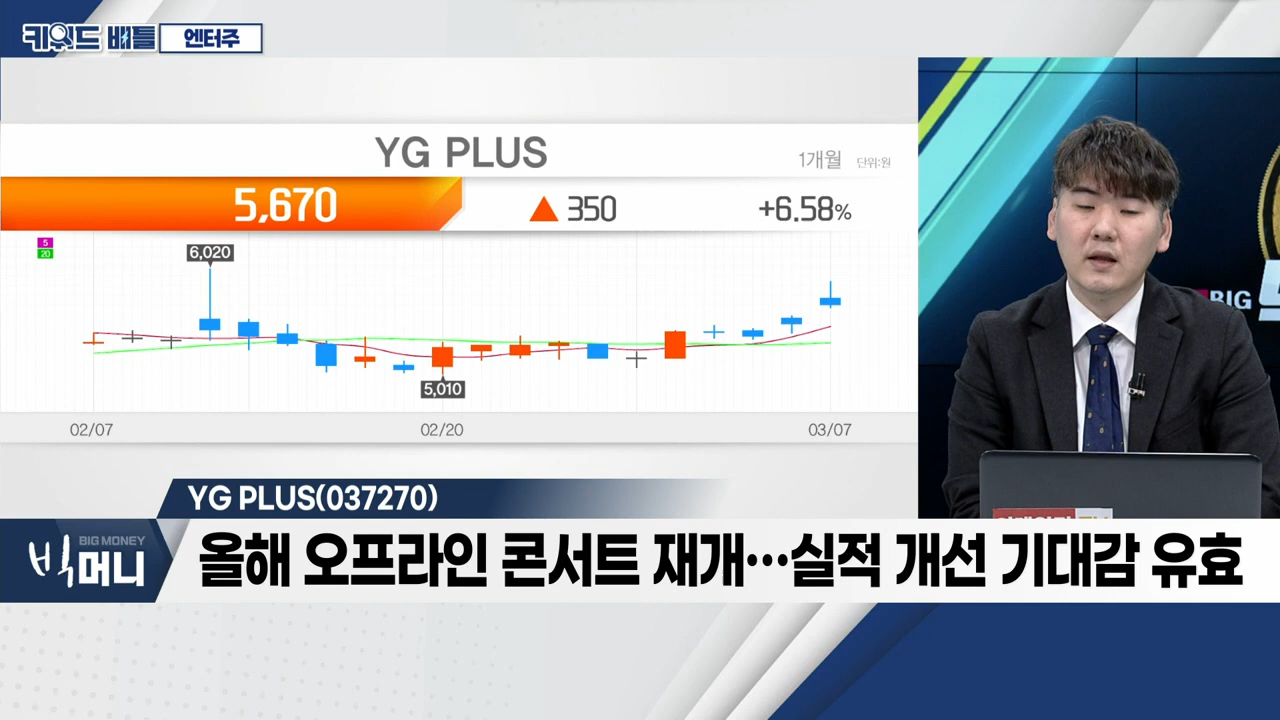 키워드 배틀 엔터주
YG PLUS
1개월 단위:원
5,670 ▲ 350 +6.58%
5
20
6,020
5,010
02/07 02/20 03/07
BIG
YG PLUS(037270)
BIG MONEY
빅머니
올해 오프라인 콘서트 재개…실적 개선 기대감 유효